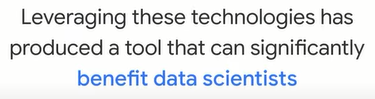 Leveraging these technologies has
produced a tool that can significantly
benefit data scientists